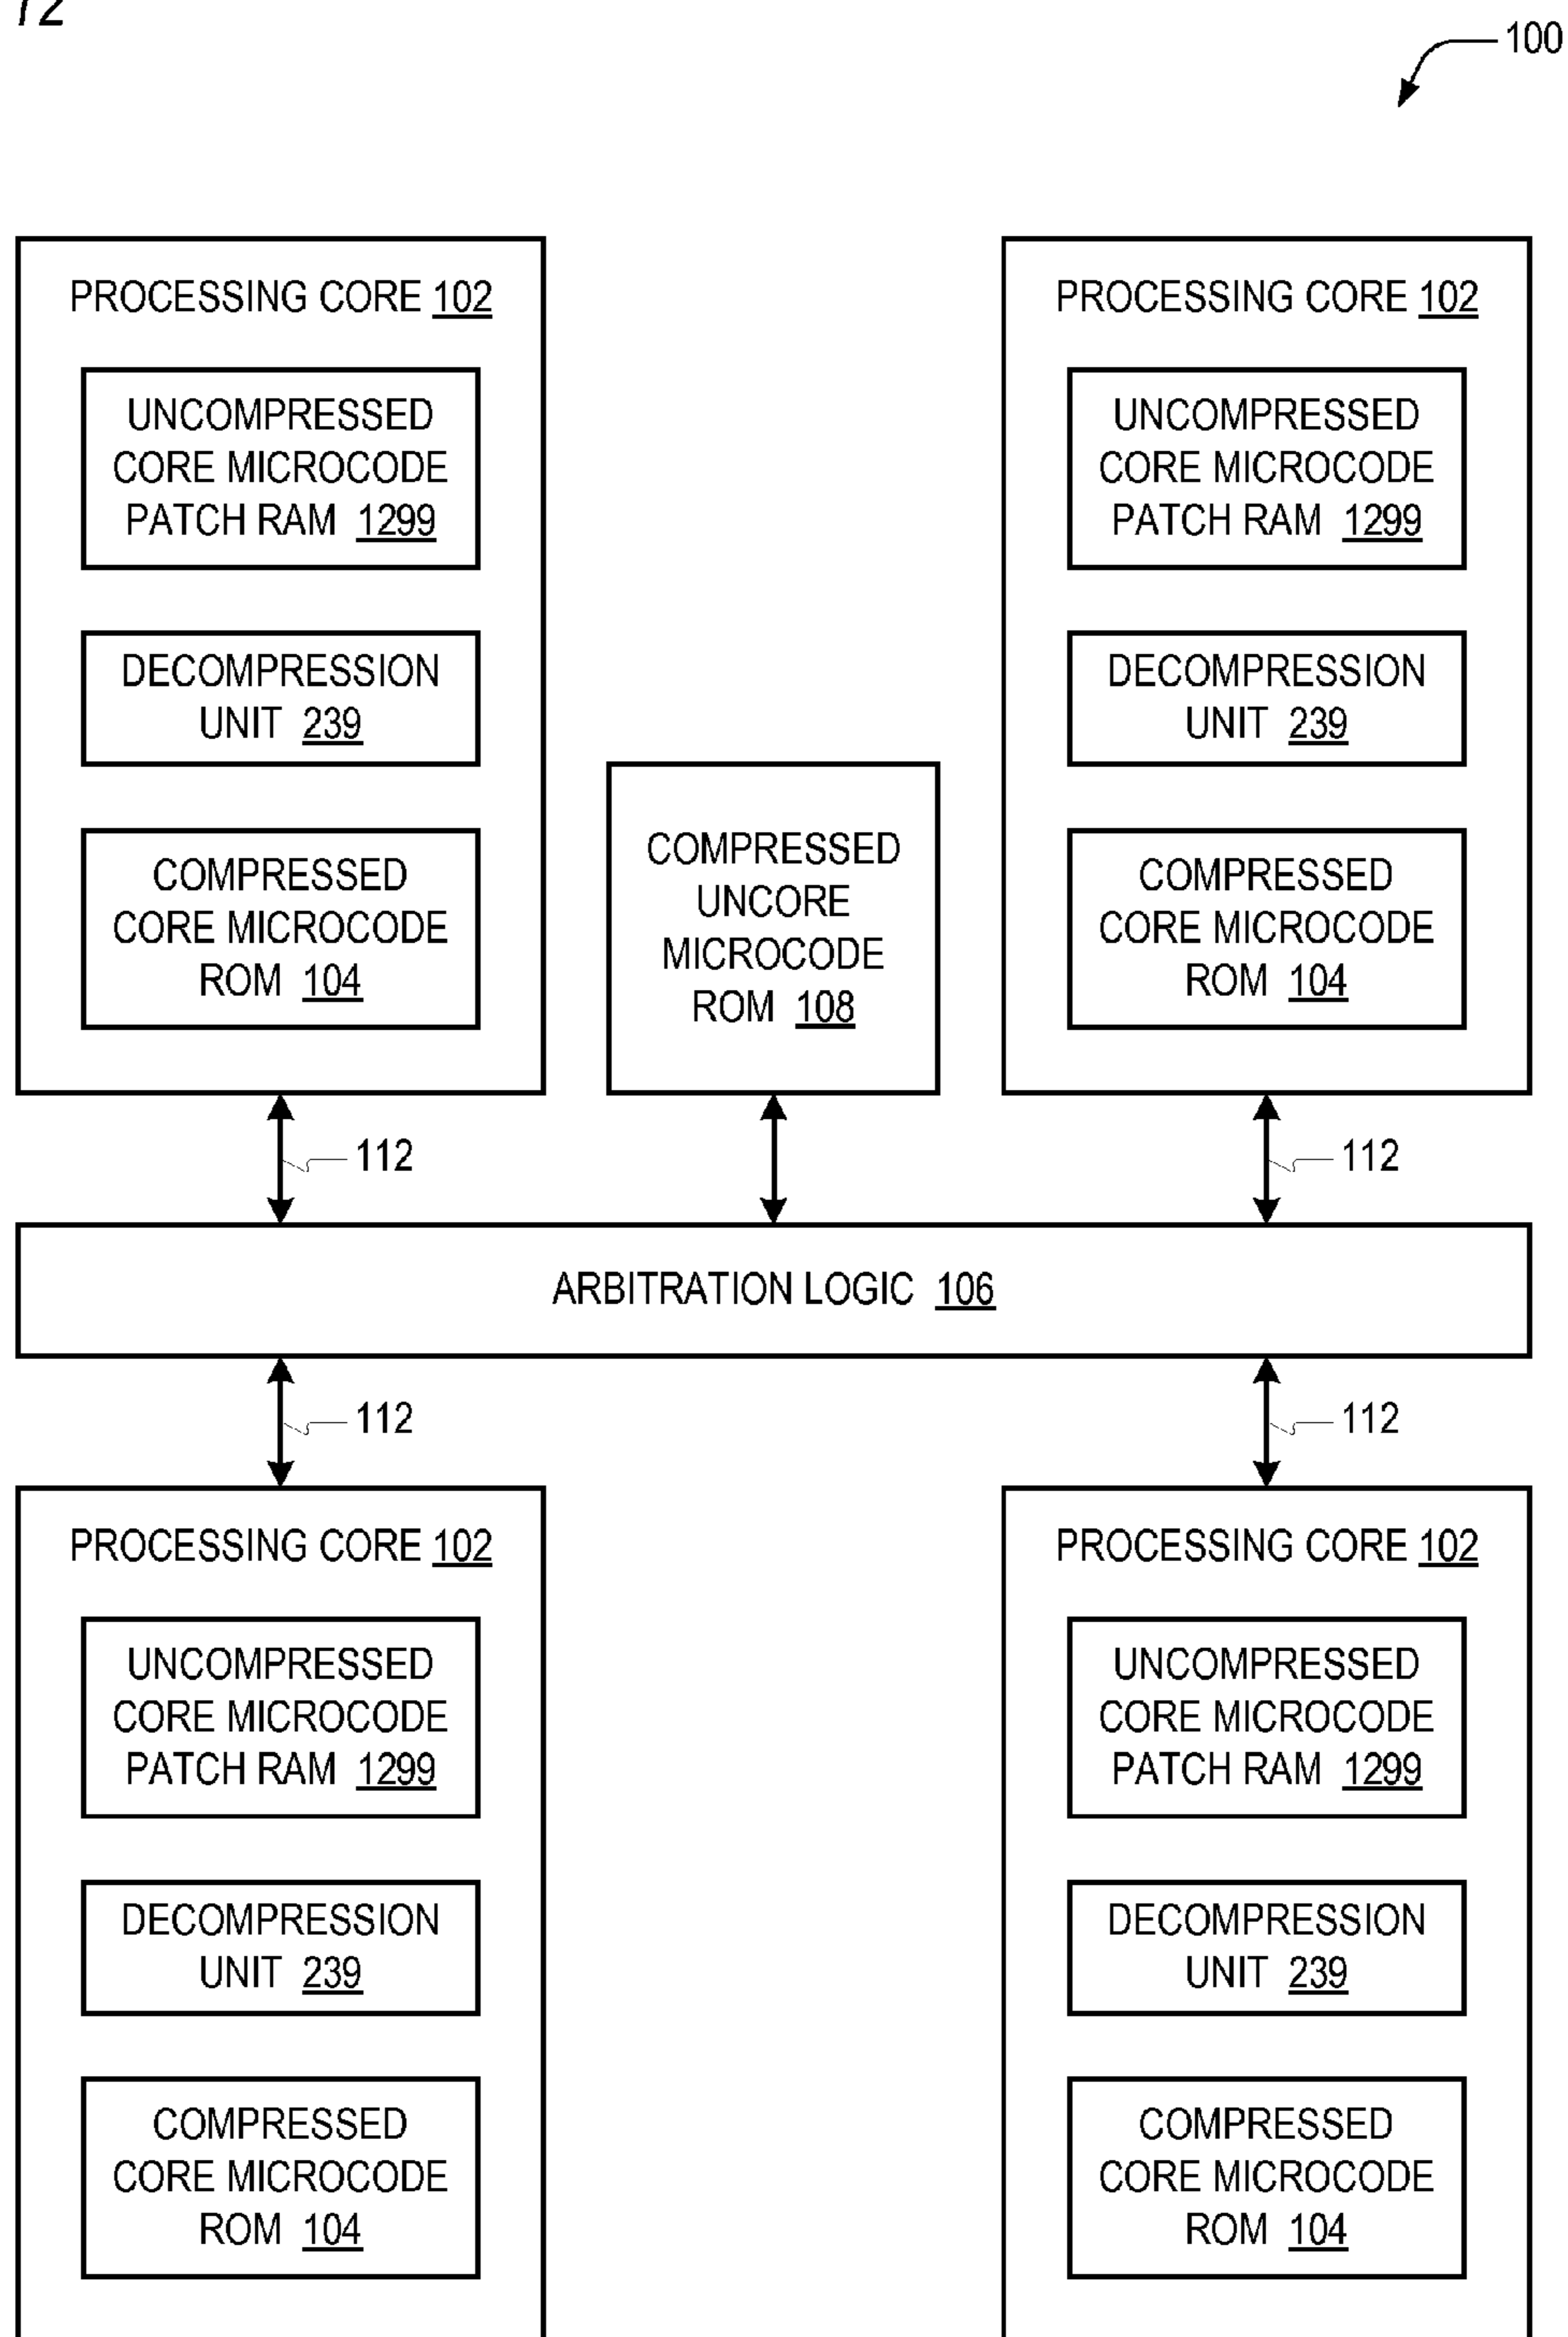 12
100
PROCESSING CORE 102
UNCOMPRESSED
CORE MICROCODE
PATCH RAM 1299
DECOMPRESSION
UNIT 239
COMPRESSED
CORE MICROCODE
ROM 104
COMPRESSED
UNCORE
MICROCODE
ROM 108
PROCESSING CORE 102
UNCOMPRESSED
CORE MICROCODE
PATCH RAM 1299
DECOMPRESSION
UNIT 239
COMPRESSED
CORE MICROCODE
ROM 104
112
112
ARBITRATION LOGIC 106
112
112
PROCESSING CORE 102
UNCOMPRESSED
CORE MICROCODE
PATCH RAM 1299
DECOMPRESSION
UNIT 239
COMPRESSED
CORE MICROCODE
ROM 104
PROCESSING CORE 102
UNCOMPRESSED
CORE MICROCODE
PATCH RAM 1299
DECOMPRESSION
UNIT 239
COMPRESSED
CORE MICROCODE
ROM 104